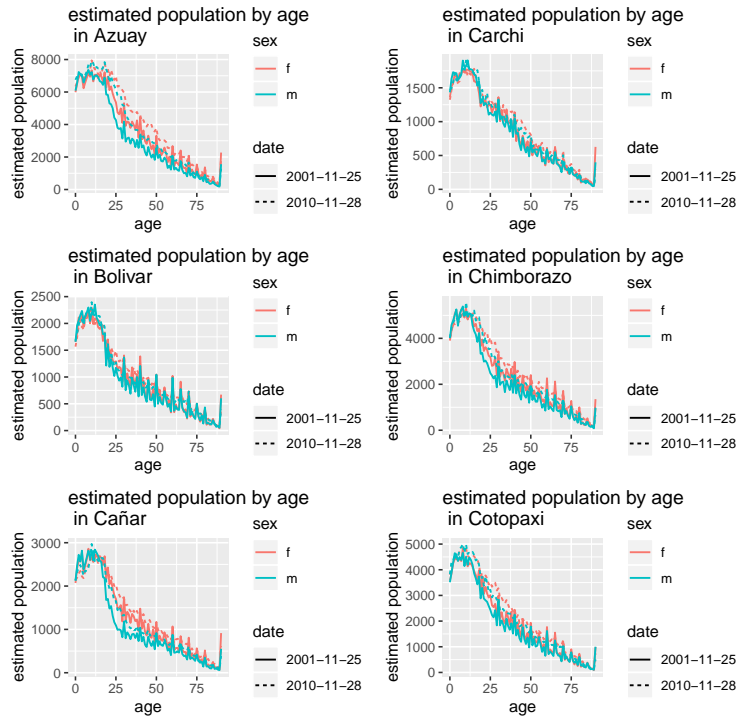 estimated population by age
in Azuay
estimated population
8000
6000
4000
2000
0
0 25 50 75
age
sex
f
m
date
2001−11−25
2010−11−28
estimated population by age
in Carchi
estimated population
1500
1000
500
0
0 25 50 75
age
sex
f
m
date
2001−11−25
2010−11−28
estimated population by age
in Bolivar
estimated population
2500
2000
1500
1000
500
0
0 25 50 75
age
sex
f
m
date
2001−11−25
2010−11−28
estimated population by age
in Chimborazo
estimated population
4000
2000
0
0 25 50 75
age
sex
f
m
date
2001−11−25
2010−11−28
estimated population by age
in Cañar
estimated population
3000
2000
1000
0
0 25 50 75
age
sex
f
m
date
2001−11−25
2010−11−28
estimated population by age
in Cotopaxi
estimated population
5000
4000
3000
2000
1000
0
0 25 50 75
age
sex
f
m
date
2001−11−25
2010−11−28